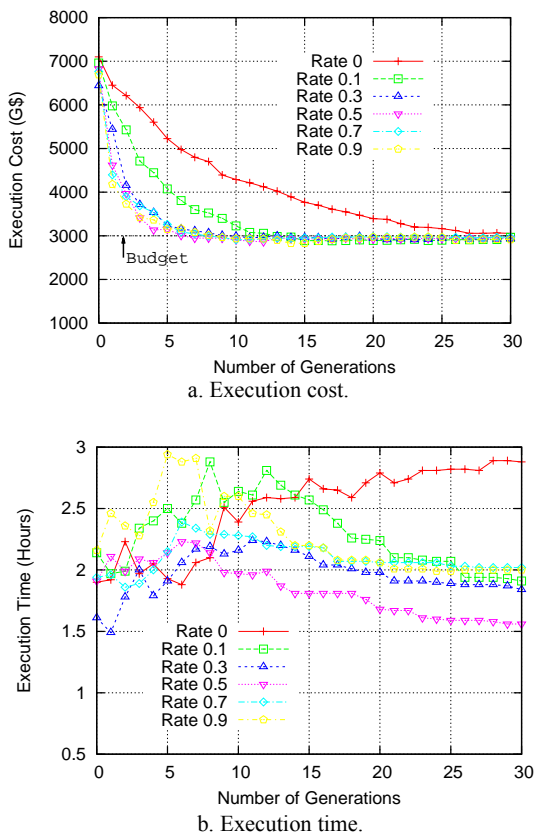 7000
6000
5000
4000
3000
2000
1000
Execution Cost (G$)
Rate 0
Rate 0.1
Rate 0.3
Rate 0.5
Rate 0.7
Rate 0.9
Budget
0 5 10 15 20 25 30
Number of Generations
a. Execution cost.
3
2.5
2
1.5
1
0.5
Execution Time (Hours)
Rate 0
Rate 0.1
Rate 0.3
Rate 0.5
Rate 0.7
Rate 0.9
0 5 10 15 20 25 30
Number of Generations
b. Execution time.